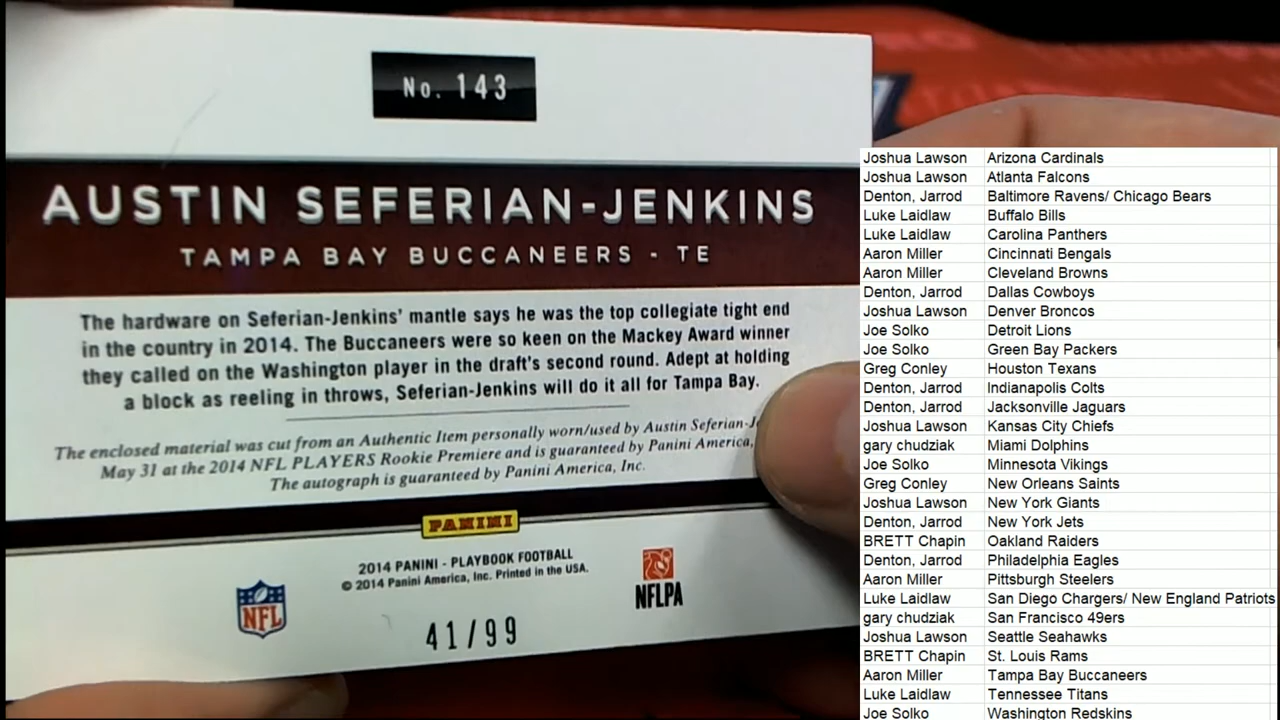 No. 143
AUSTIN SEFERIAN-JENKINS
TAMPA BAY BUCCANEERS - TE
The hardware on Seferian-Jenkins' mantle says he was the top collegiate tight end
in the country in 2014. The Buccaneers were so keen on the Mackey Award winner
they called on the Washington player in the draft's second round. Adept at holding
a block as reeling in throws, Seferian-Jenkins will do it all for Tampa Bay.
The enclosed material was cut from an Authentic Item personally worn/used by Austin
May 31 at the 2014 NFL PLAYERS Rookie Premiere and is guaranteed by Panini America,
The autograph is guaranteed by Panini America, Inc.
PANINI
2014 PANINI - PLAYBOOK FOOTBALL
© 2014 Panini America, Inc. Printed in the USA.
NFL
NFLPA
41/99
Joshua Lawson Arizona Cardinals
Joshua Lawson Atlanta Falcons
Denton, Jarrod Baltimore Ravens/ Chicago Bears
Luke Laidlaw Buffalo Bills
Luke Laidlaw Carolina Panthers
Aaron Miller Cincinnati Bengals
Aaron Miller Cleveland Browns
Denton, Jarrod Dallas Cowboys
Joshua Lawson Denver Broncos
Joe Solko Detroit Lions
Joe Solko Green Bay Packers
Greg Conley Houston Texans
Denton, Jarrod Indianapolis Colts
Denton, Jarrod Jacksonville Jaguars
Joshua Lawson Kansas City Chiefs
gary chudziak Miami Dolphins
Joe Solko Minnesota Vikings
Greg Conley New Orleans Saints
Joshua Lawson New York Giants
Denton, Jarrod New York Jets
BRETT Chapin Oakland Raiders
Denton, Jarrod Philadelphia Eagles
Aaron Miller Pittsburgh Steelers
Luke Laidlaw San Diego Chargers/ New England Patriots
gary chudziak San Francisco 49ers
Joshua Lawson Seattle Seahawks
BRETT Chapin St. Louis Rams
Aaron Miller Tampa Bay Buccaneers
Luke Laidlaw Tennessee Titans
Joe Solko Washington Redskins